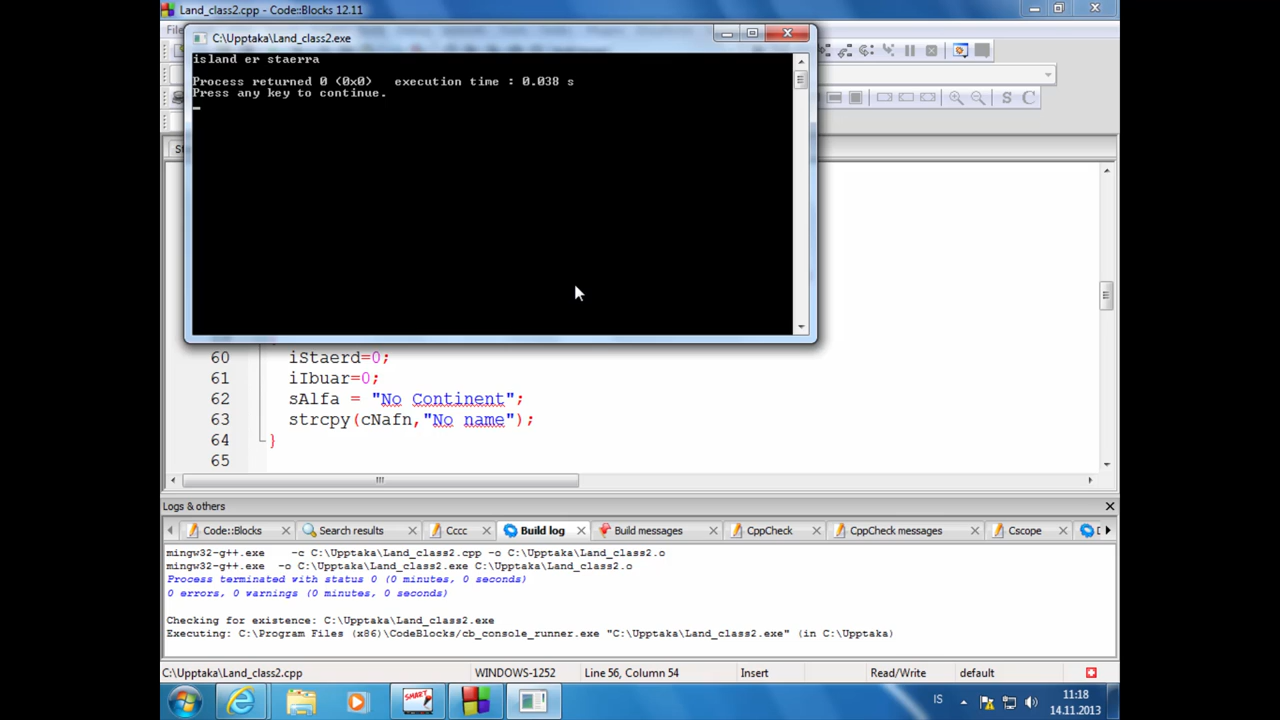 Land_class2.cpp - Code::Blocks 12.11
C:\Upptaka\Land_class2.exe
island er staerra
Process returned 0 (0x0)   execution time : 0.038 s
Press any key to continue.
60   iStaerd=0;
61   iIbuar=0;
62   sAlfa = "No Continent";
63   strcpy(cNafn,"No name");
64 }
65
Logs & others
Code::Blocks   Search results   Cccc   Build log   Build messages   CppCheck   CppCheck messages   Cscope
mingw32-g++.exe   -c C:\Upptaka\Land_class2.cpp -o C:\Upptaka\Land_class2.o
mingw32-g++.exe  -o C:\Upptaka\Land_class2.exe C:\Upptaka\Land_class2.o
Process terminated with status 0 (0 minutes, 0 seconds)
0 errors, 0 warnings (0 minutes, 0 seconds)
Checking for existence: C:\Upptaka\Land_class2.exe
Executing: C:\Program Files (x86)\CodeBlocks/cb_console_runner.exe "C:\Upptaka\Land_class2.exe" (in C:\Upptaka)
C:\Upptaka\Land_class2.cpp   WINDOWS-1252   Line 56, Column 54   Insert   Read/Write   default
SMART   IS   11:18
14.11.2013